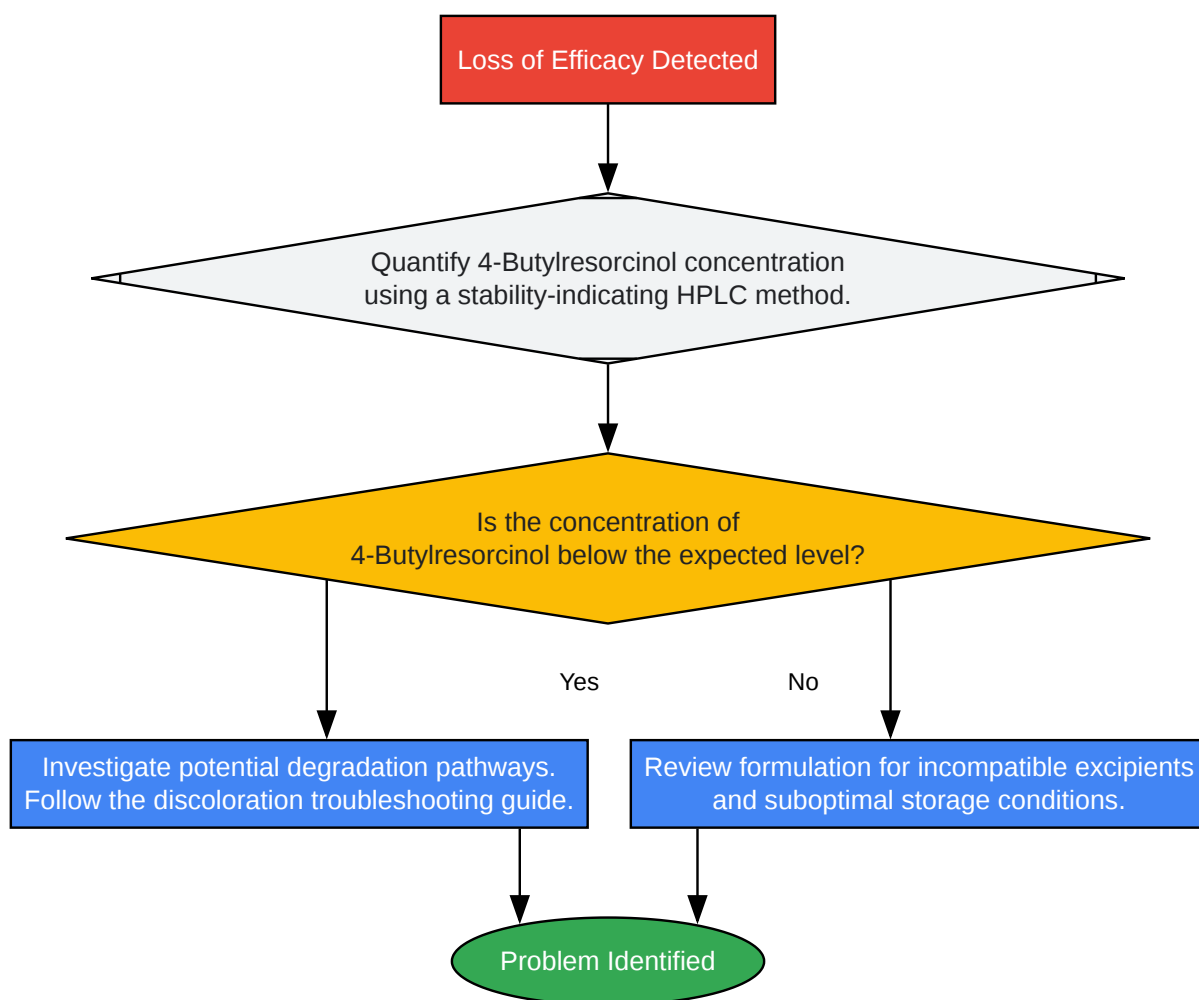 Loss of Efficacy Detected
Quantify 4-Butylresorcinol concentration
using a stability-indicating HPLC method.
Is the concentration of
4-Butylresorcinol below the expected level?
Yes
No
Investigate potential degradation pathways.
Follow the discoloration troubleshooting guide.
Review formulation for incompatible excipients
and suboptimal storage conditions.
Problem Identified